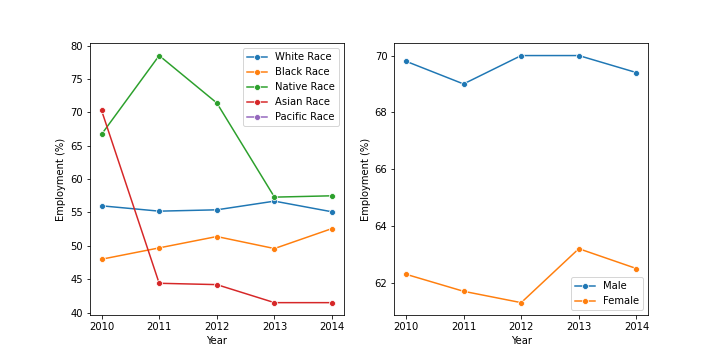 80
75
70
65
60
55
50
45
40
Employment (%)
2010 2011 2012 2013 2014
Year
White Race
Black Race
Native Race
Asian Race
Pacific Race
70
68
66
64
62
Employment (%)
2010 2011 2012 2013 2014
Year
Male
Female